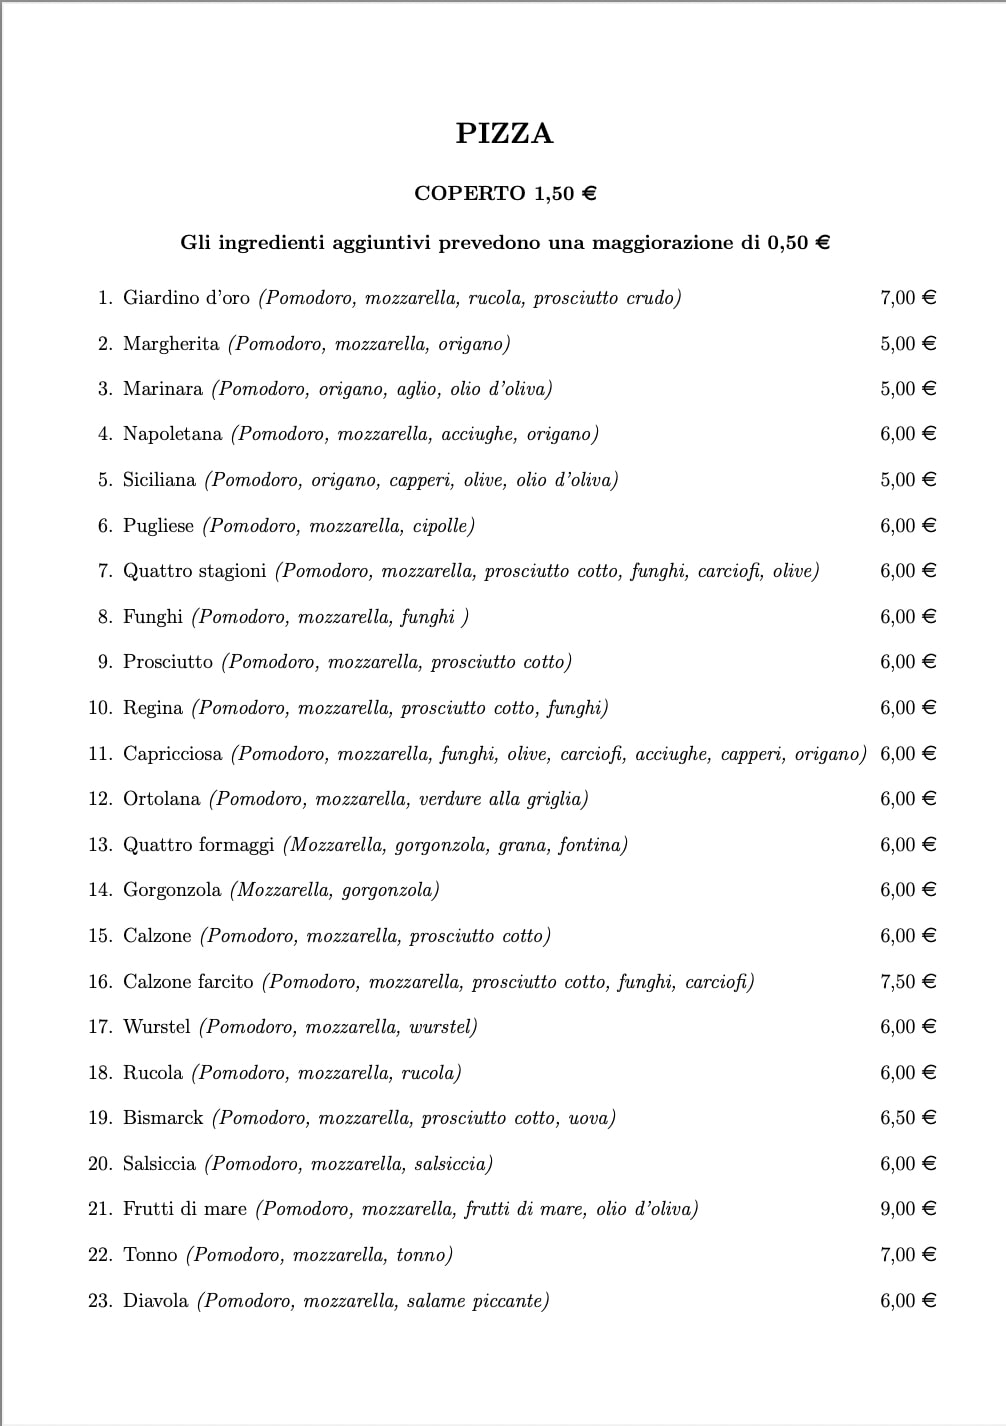 PIZZA
COPERTO 1,50 €
Gli ingredienti aggiuntivi prevedono una maggiorazione di 0,50 €
1. Giardino d'oro (Pomodoro, mozzarella, rucola, prosciutto crudo) 7,00 €
2. Margherita (Pomodoro, mozzarella, origano) 5,00 €
3. Marinara (Pomodoro, origano, aglio, olio d'oliva) 5,00 €
4. Napoletana (Pomodoro, mozzarella, acciughe, origano) 6,00 €
5. Siciliana (Pomodoro, origano, capperi, olive, olio d'oliva) 5,00 €
6. Pugliese (Pomodoro, mozzarella, cipolle) 6,00 €
7. Quattro stagioni (Pomodoro, mozzarella, prosciutto cotto, funghi, carciofi, olive) 6,00 €
8. Funghi (Pomodoro, mozzarella, funghi ) 6,00 €
9. Prosciutto (Pomodoro, mozzarella, prosciutto cotto) 6,00 €
10. Regina (Pomodoro, mozzarella, prosciutto cotto, funghi) 6,00 €
11. Capricciosa (Pomodoro, mozzarella, funghi, olive, carciofi, acciughe, capperi, origano) 6,00 €
12. Ortolana (Pomodoro, mozzarella, verdure alla griglia) 6,00 €
13. Quattro formaggi (Mozzarella, gorgonzola, grana, fontina) 6,00 €
14. Gorgonzola (Mozzarella, gorgonzola) 6,00 €
15. Calzone (Pomodoro, mozzarella, prosciutto cotto) 6,00 €
16. Calzone farcito (Pomodoro, mozzarella, prosciutto cotto, funghi, carciofi) 7,50 €
17. Wurstel (Pomodoro, mozzarella, wurstel) 6,00 €
18. Rucola (Pomodoro, mozzarella, rucola) 6,00 €
19. Bismarck (Pomodoro, mozzarella, prosciutto cotto, uova) 6,50 €
20. Salsiccia (Pomodoro, mozzarella, salsiccia) 6,00 €
21. Frutti di mare (Pomodoro, mozzarella, frutti di mare, olio d'oliva) 9,00 €
22. Tonno (Pomodoro, mozzarella, tonno) 7,00 €
23. Diavola (Pomodoro, mozzarella, salame piccante) 6,00 €